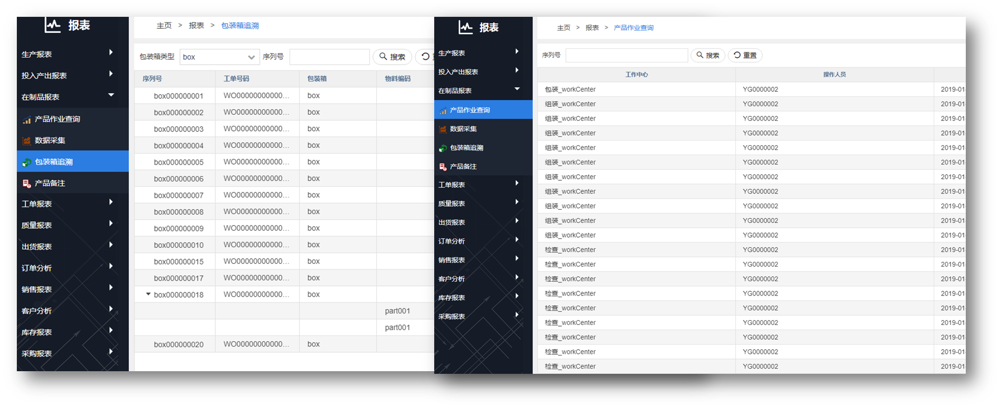 报表
主页 > 报表 > 包装箱追溯
生产报表
投入产出报表
在制品报表
产品作业查询
数据采集
包装箱追溯
产品备注
工单报表
质量报表
出货报表
订单分析
销售报表
客户分析
库存报表
采购报表
包装箱类型 box 序列号 搜索
序列号 工单号码 包装箱 物料编码
box000000001 WO00000000000... box
box000000002 WO00000000000... box
box000000003 WO00000000000... box
box000000004 WO00000000000... box
box000000005 WO00000000000... box
box000000006 WO00000000000... box
box000000007 WO00000000000... box
box000000008 WO00000000000... box
box000000009 WO00000000000... box
box000000010 WO00000000000... box
box000000015 WO00000000000... box
box000000017 WO00000000000... box
box000000018 WO00000000000... box
part001
part001
box000000020 WO00000000000... box
报表
主页 > 报表 > 产品作业查询
生产报表
投入产出报表
在制品报表
产品作业查询
数据采集
包装箱追溯
产品备注
工单报表
质量报表
出货报表
订单分析
销售报表
客户分析
库存报表
采购报表
序列号 搜索 重置
工作中心 操作人员
包装_workCenter YG0000002 2019-01
组装_workCenter YG0000002 2019-01
组装_workCenter YG0000002 2019-01
组装_workCenter YG0000002 2019-01
组装_workCenter YG0000002 2019-01
组装_workCenter YG0000002 2019-01
组装_workCenter YG0000002 2019-01
组装_workCenter YG0000002 2019-01
组装_workCenter YG0000002 2019-01
组装_workCenter YG0000002 2019-01
组装_workCenter YG0000002 2019-01
检查_workCenter YG0000002 2019-01
检查_workCenter YG0000002 2019-01
检查_workCenter YG0000002 2019-01
检查_workCenter YG0000002 2019-01
检查_workCenter YG0000002 2019-01
检查_workCenter YG0000002 2019-01
检查_workCenter YG0000002 2019-01
检查_workCenter YG0000002 2019-01
检查_workCenter YG0000002 2019-01